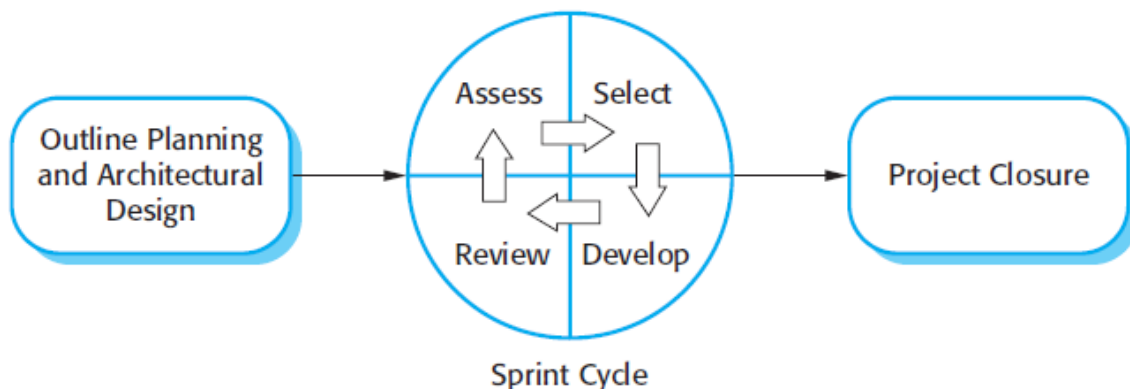 Outline Planning
and Architectural
Design
Assess
Select
Review
Develop
Sprint Cycle
Project Closure